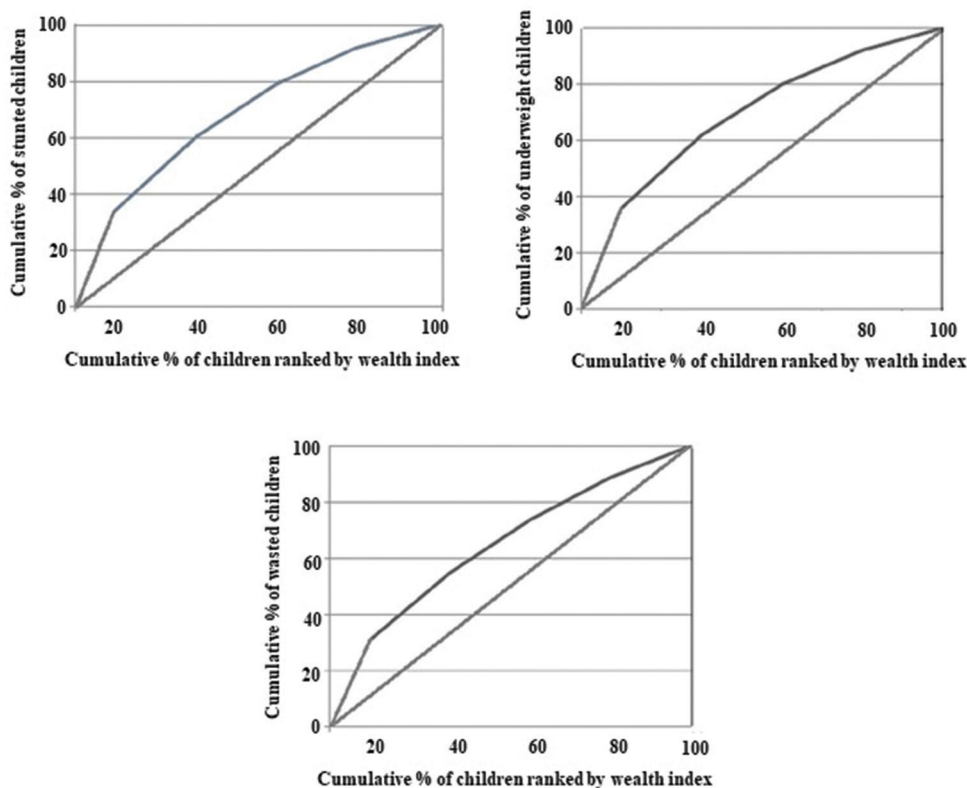 Cumulative % of stunted children
100
80
60
40
20
0
20 40 60 80 100
Cumulative % of children ranked by wealth index
Cumulative % of underweight children
100
80
60
40
20
0
20 40 60 80 100
Cumulative % of children ranked by wealth index
Cumulative % of wasted children
100
80
60
40
20
0
20 40 60 80 100
Cumulative % of children ranked by wealth index